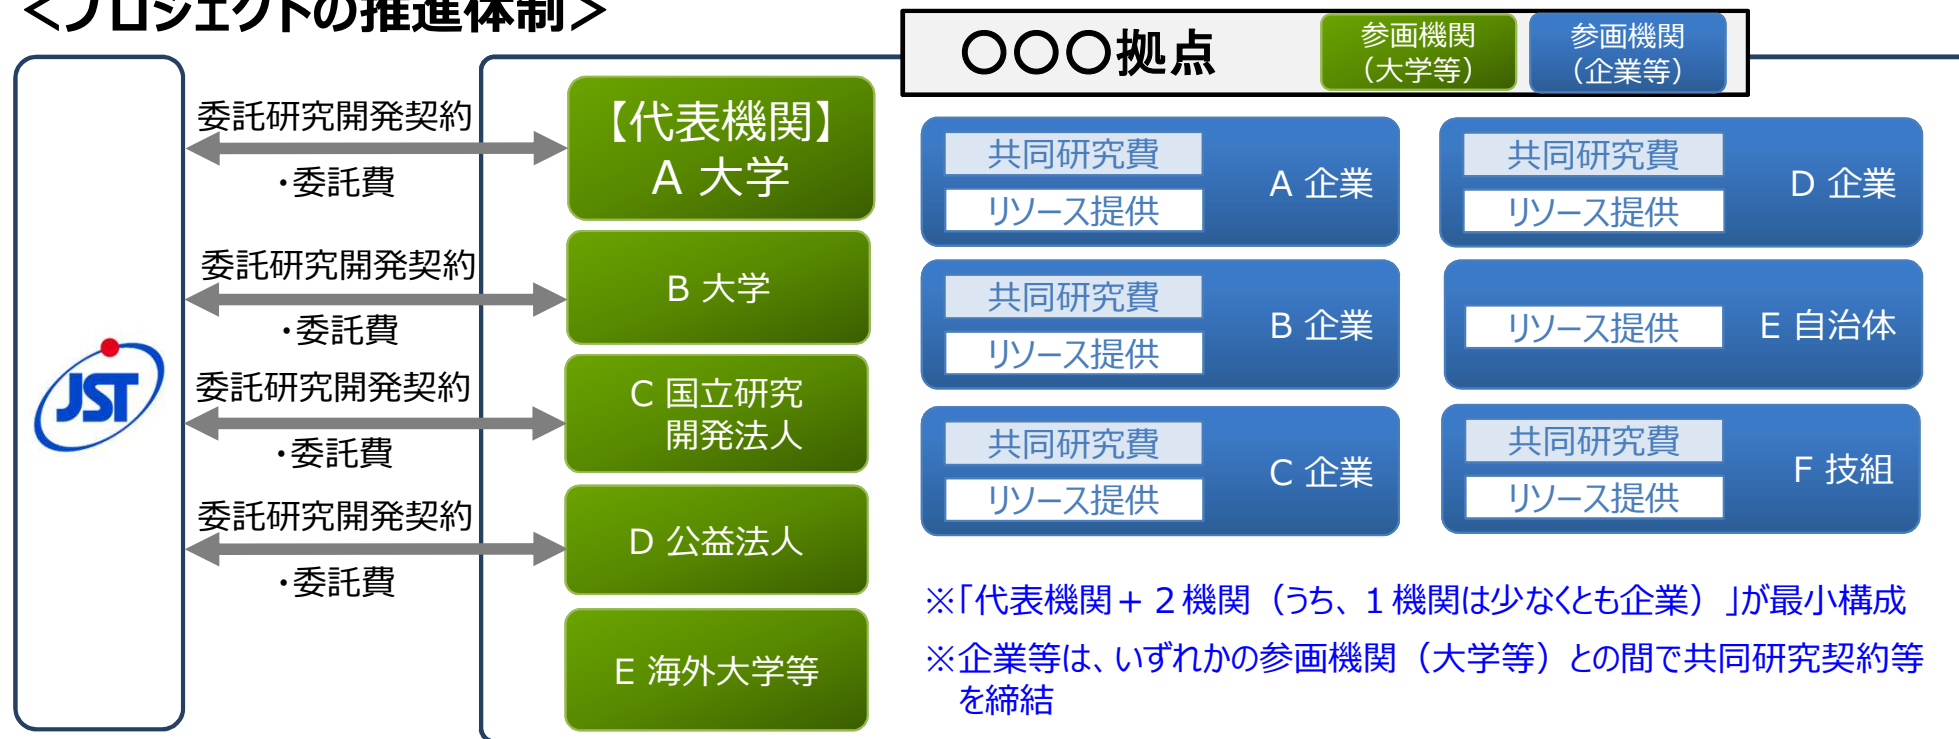 <プロジェクトの推進体制>
〇〇〇拠点
参画機関
（大学等）
参画機関
（企業等）
JST
委託研究開発契約
・委託費
委託研究開発契約
・委託費
委託研究開発契約
・委託費
委託研究開発契約
・委託費
【代表機関】
A 大学
B 大学
C 国立研究
開発法人
D 公益法人
E 海外大学等
共同研究費
リソース提供
A 企業
共同研究費
リソース提供
B 企業
共同研究費
リソース提供
C 企業
共同研究費
リソース提供
D 企業
リソース提供
E 自治体
共同研究費
リソース提供
F 技組
※「代表機関＋２機関（うち、１機関は少なくとも企業）」が最小構成
※企業等は、いずれかの参画機関（大学等）との間で共同研究契約等
を締結